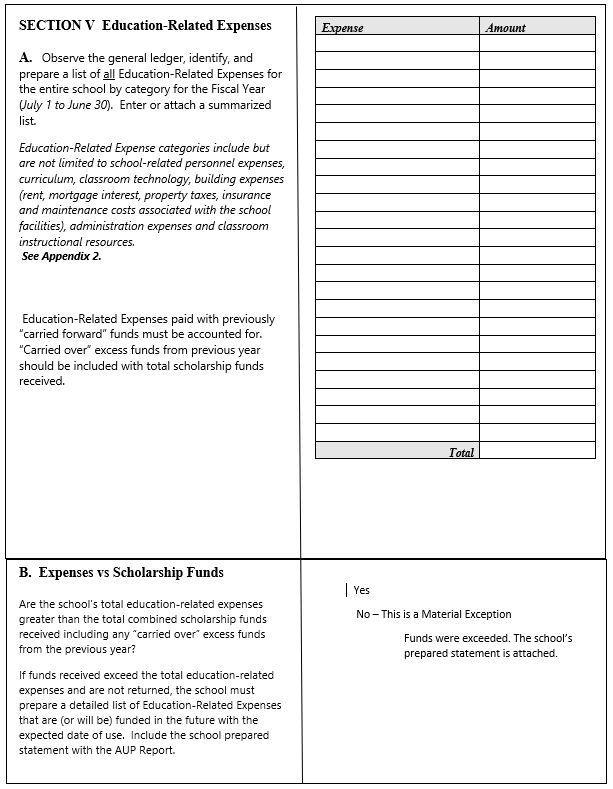 SECTION V  Education-Related Expenses
A.  Observe the general ledger, identify, and
prepare a list of all Education-Related Expenses for
the entire school by category for the Fiscal Year
(July 1 to June 30).  Enter or attach a summarized
list.
Education-Related Expense categories include but
are not limited to school-related personnel expenses,
curriculum, classroom technology, building expenses
(rent, mortgage interest, property taxes, insurance
and maintenance costs associated with the school
facilities), administration expenses and classroom
instructional resources.
See Appendix 2.
Education-Related Expenses paid with previously
“carried forward” funds must be accounted for.
“Carried over” excess funds from previous year
should be included with total scholarship funds
received.
Expense Amount
Total
B.  Expenses vs Scholarship Funds
Are the school's total education-related expenses
greater than the total combined scholarship funds
received including any “carried over” excess funds
from the previous year?
If funds received exceed the total education-related
expenses and are not returned, the school must
prepare a detailed list of Education-Related Expenses
that are (or will be) funded in the future with the
expected date of use.  Include the school prepared
statement with the AUP Report.
Yes
No – This is a Material Exception
Funds were exceeded. The school's
prepared statement is attached.